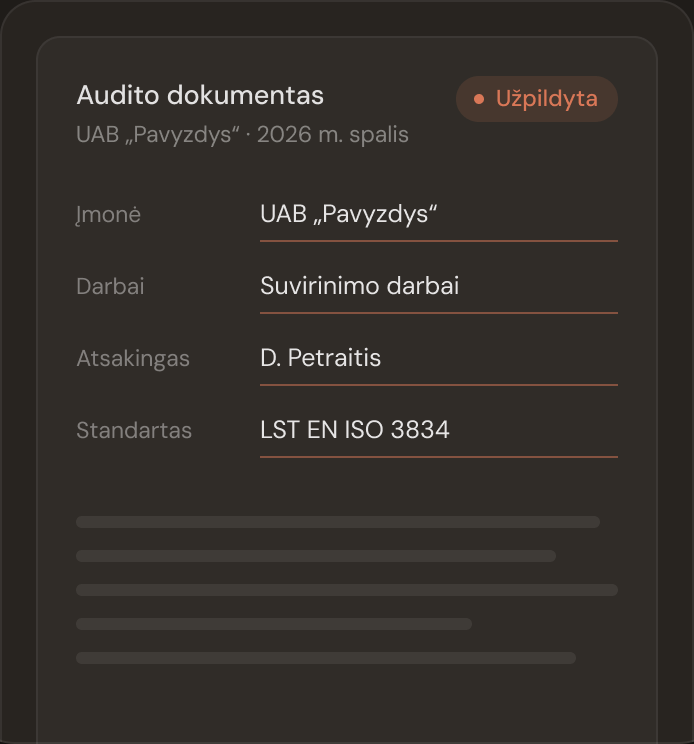 Audito dokumentas
Užpildyta
UAB „Pavyzdys“ · 2026 m. spalis
Įmonė
UAB „Pavyzdys“
Darbai
Suvirinimo darbai
Atsakingas
D. Petraitis
Standartas
LST EN ISO 3834